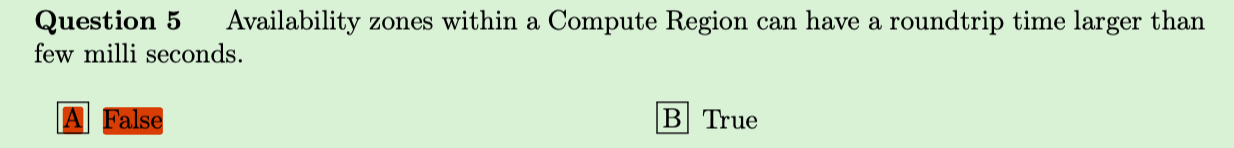 Question 5 Availability zones within a Compute Region can have a roundtrip time larger than
few milli seconds.
A False B True